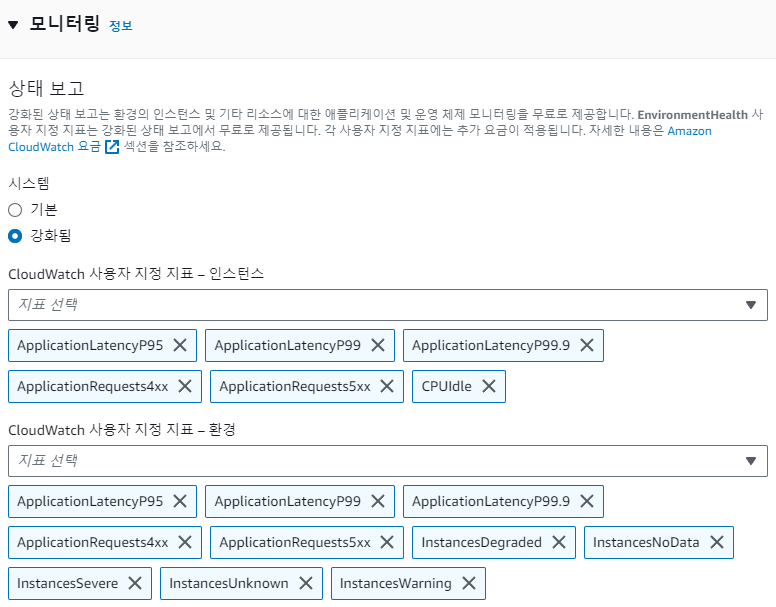 모니터링 정보
상태 보고
강화된 상태 보고는 환경의 인스턴스 및 기타 리소스에 대한 애플리케이션 및 운영 체제 모니터링을 무료로 제공합니다. EnvironmentHealth 사
용자 지정 지표는 강화된 상태 보고에서 무료로 제공됩니다. 각 사용자 지정 지표에는 추가 요금이 적용됩니다. 자세한 내용은 Amazon
CloudWatch 요금 섹션을 참조하세요.
시스템
기본
강화됨
CloudWatch 사용자 지정 지표 – 인스턴스
지표 선택
ApplicationLatencyP95 ApplicationLatencyP99 ApplicationLatencyP99.9
ApplicationRequests4xx ApplicationRequests5xx CPUIdle
CloudWatch 사용자 지정 지표 – 환경
지표 선택
ApplicationLatencyP95 ApplicationLatencyP99 ApplicationLatencyP99.9
ApplicationRequests4xx ApplicationRequests5xx InstancesDegraded InstancesNoData
InstancesSevere InstancesUnknown InstancesWarning